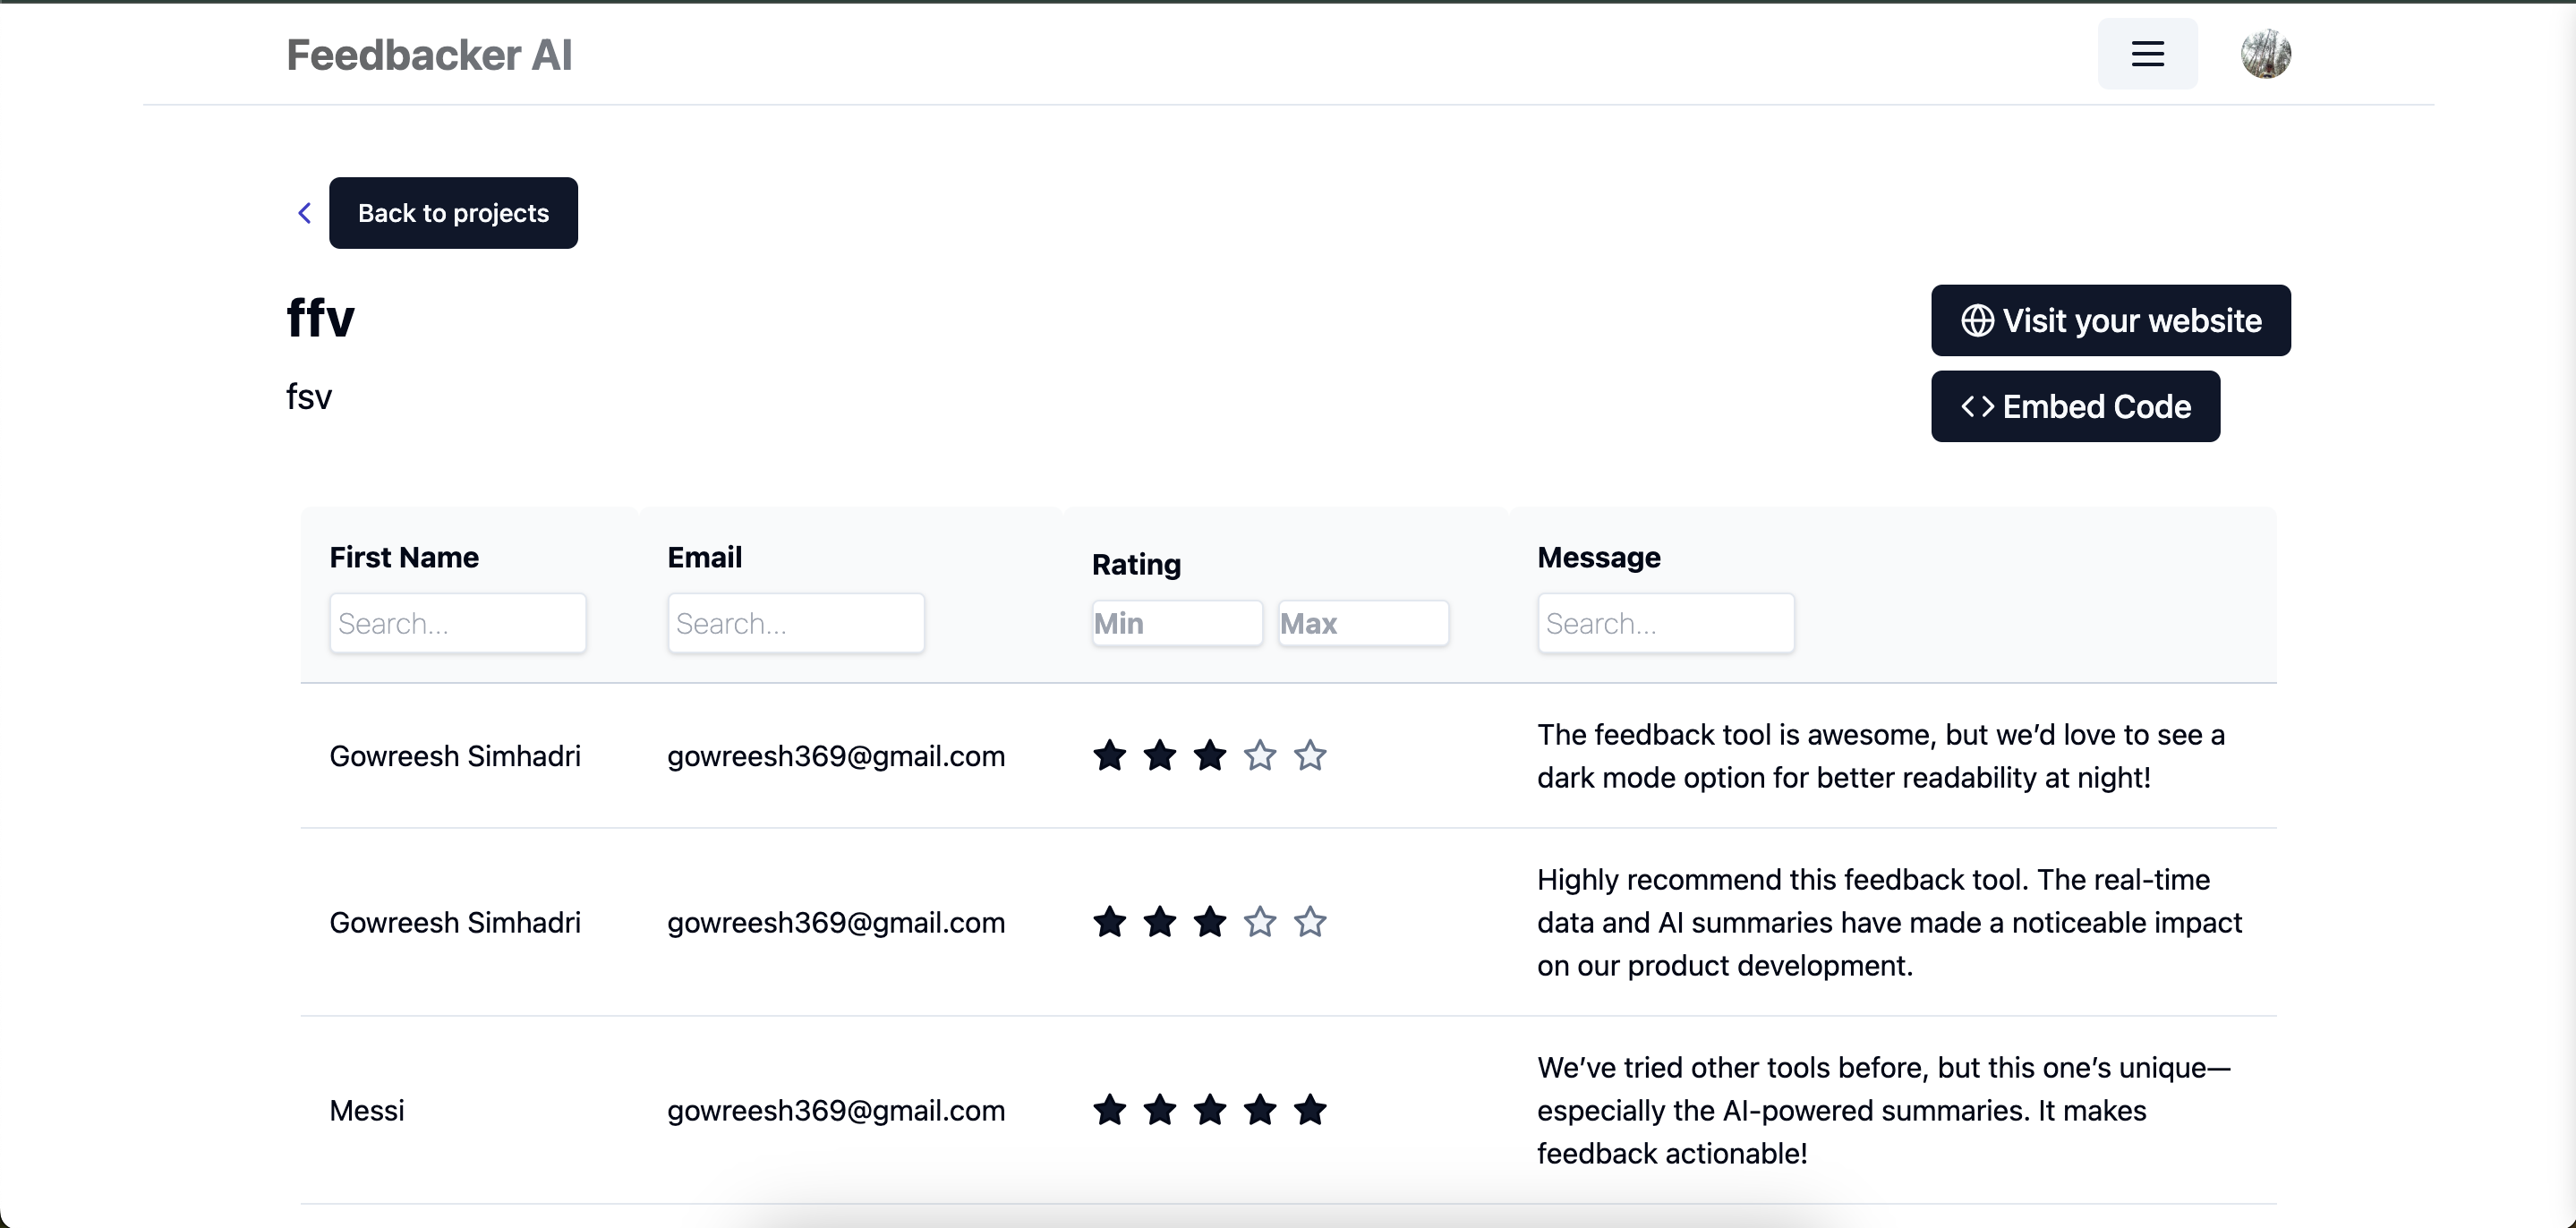 Feedbacker AI
Back to projects
ffv
Visit your website
fsv
Embed Code
First Name Email Rating Message
Search... Search... Min Max Search...
Gowreesh Simhadri gowreesh369@gmail.com The feedback tool is awesome, but we’d love to see a
dark mode option for better readability at night!
Gowreesh Simhadri gowreesh369@gmail.com Highly recommend this feedback tool. The real-time
data and AI summaries have made a noticeable impact
on our product development.
Messi gowreesh369@gmail.com We’ve tried other tools before, but this one’s unique—
especially the AI-powered summaries. It makes
feedback actionable!